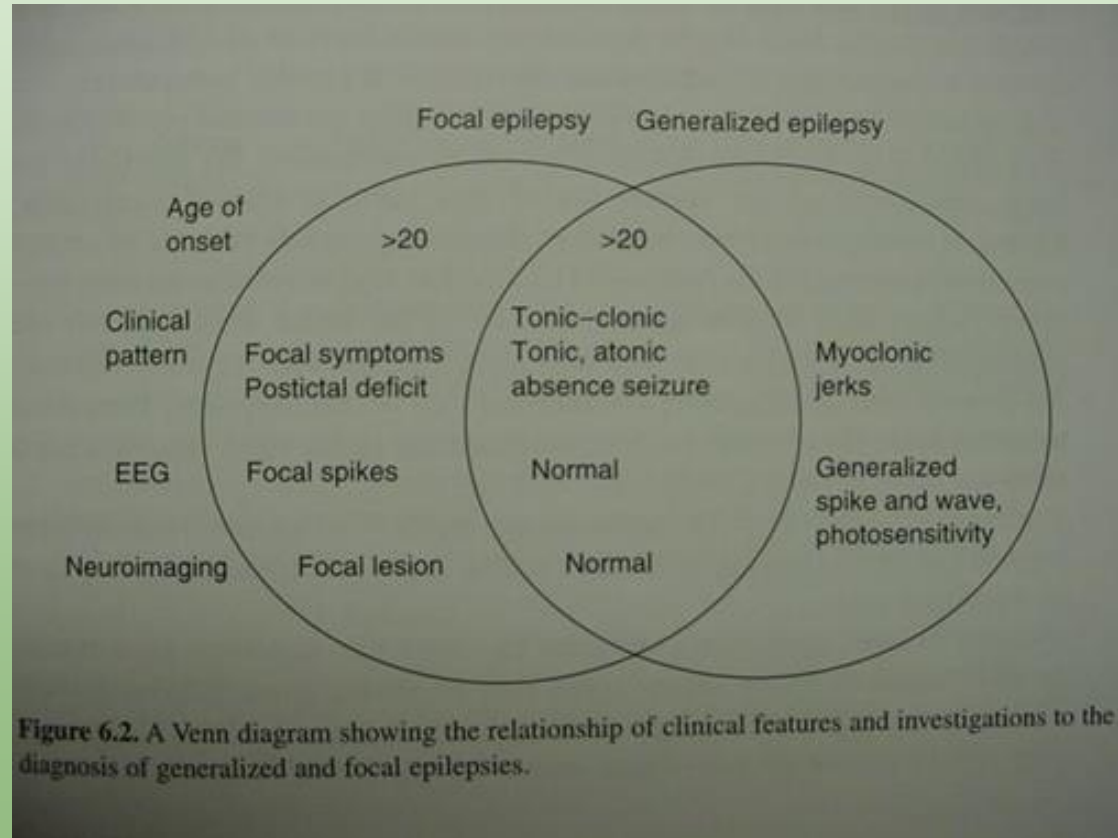 Focal epilepsy Generalized epilepsy
Age of
onset >20 >20
Clinical
pattern
Focal symptoms
Postictal deficit
Tonic–clonic
Tonic, atonic
absence seizure
Myoclonic
jerks
EEG Focal spikes Normal
Generalized
spike and wave,
photosensitivity
Neuroimaging Focal lesion Normal
Figure 6.2. A Venn diagram showing the relationship of clinical features and investigations to the
diagnosis of generalized and focal epilepsies.